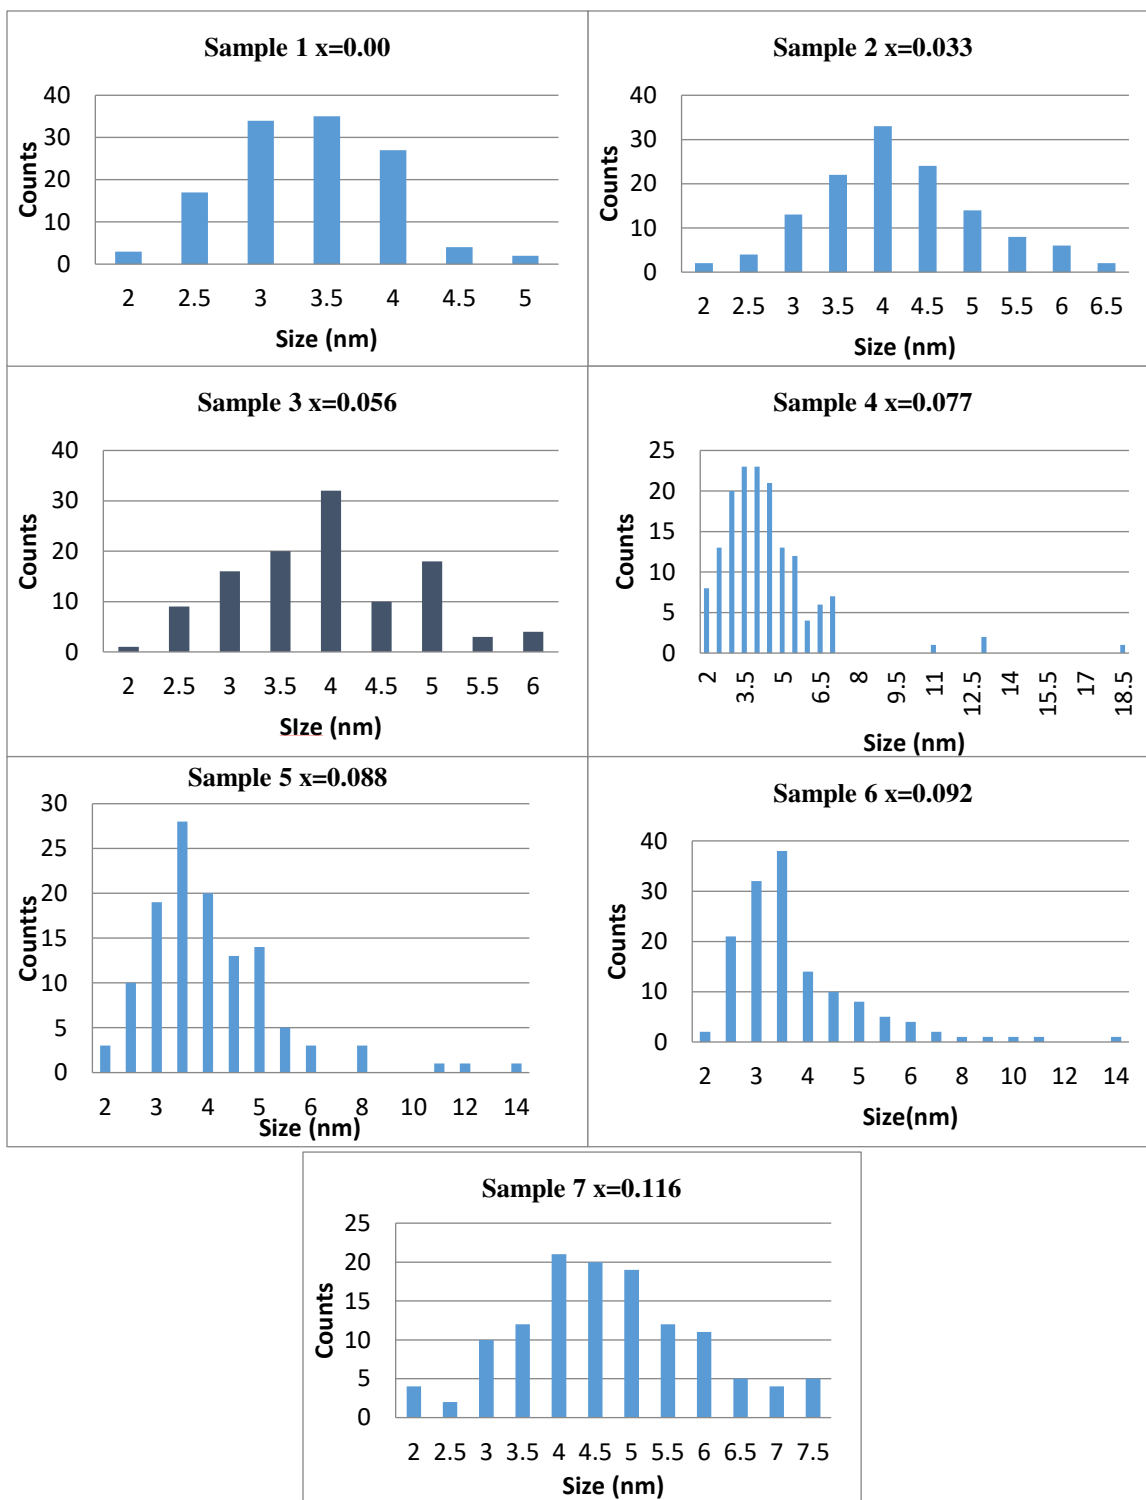 Sample 1 x=0.00
40
30
20
10
0
Counts
2 2.5 3 3.5 4 4.5 5
Size (nm)
Sample 2 x=0.033
40
30
20
10
0
Counts
2 2.5 3 3.5 4 4.5 5 5.5 6 6.5
Size (nm)
Sample 3 x=0.056
40
30
20
10
0
Counts
2 2.5 3 3.5 4 4.5 5 5.5 6
SIze (nm)
Sample 4 x=0.077
25
20
15
10
5
0
Counts
2 3.5 5 6.5 8 9.5 11 12.5 14 15.5 17 18.5
Size (nm)
Sample 5 x=0.088
30
25
20
15
10
5
0
Countts
2 3 4 5 6 8 10 12 14
Size (nm)
Sample 6 x=0.092
40
30
20
10
0
Counts
2 3 4 5 6 8 10 12 14
Size(nm)
Sample 7 x=0.116
25
20
15
10
5
0
Counts
2 2.5 3 3.5 4 4.5 5 5.5 6 6.5 7 7.5
Size (nm)